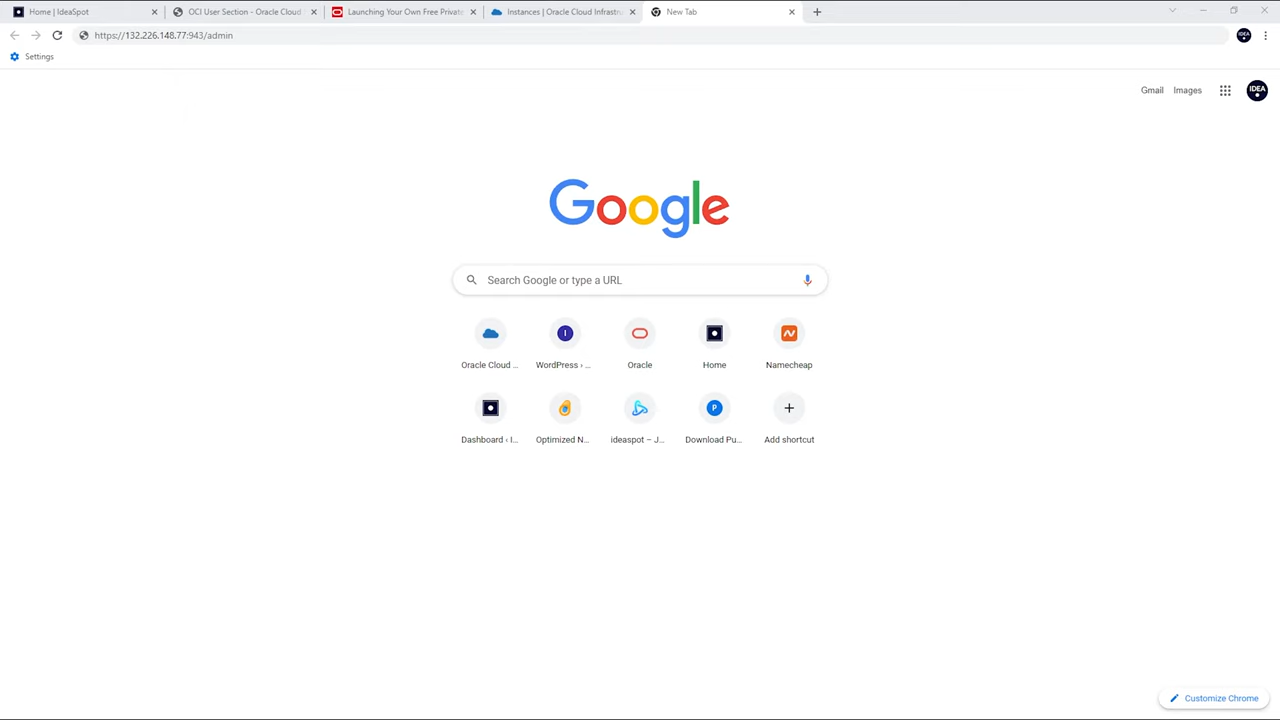 Home | IdeaSpot
OCI User Section - Oracle Cloud
Launching Your Own Free Private
Instances | Oracle Cloud Infrastru
New Tab
https://132.226.148.77:943/admin
IDEA
Settings
Gmail
Images
IDEA
Google
Search Google or type a URL
Oracle Cloud ...
I
WordPress › ...
Oracle
Home
Namecheap
Dashboard ‹ I...
Optimized N...
ideaspot – J...
P
Download Pu...
Add shortcut
Customize Chrome